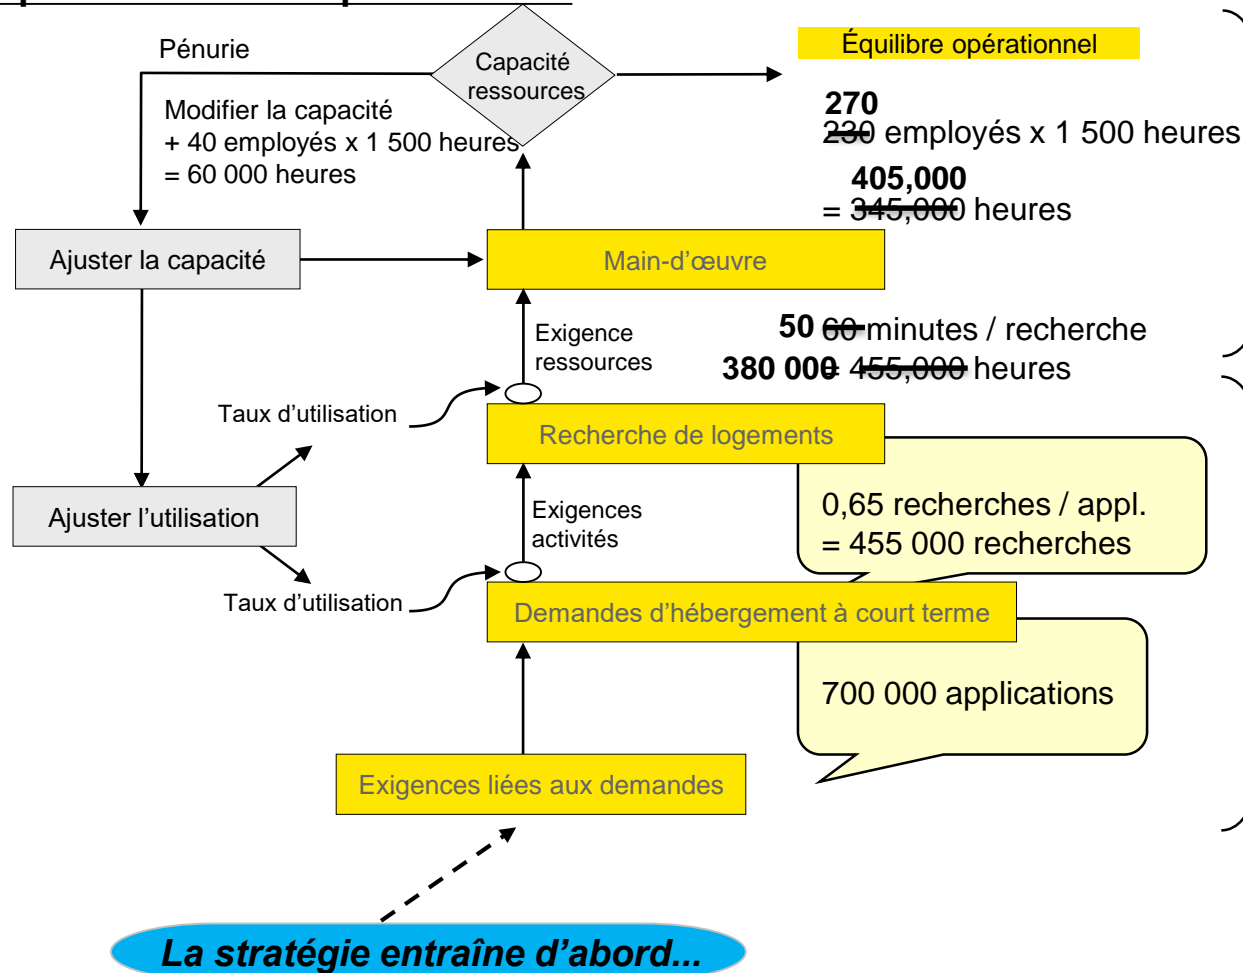 Pénurie
Capacité
ressources
Équilibre opérationnel
Modifier la capacité
+ 40 employés x 1 500 heures
= 60 000 heures
270
230 employés x 1 500 heures
405,000
= 345,000 heures
Ajuster la capacité
Main-d’œuvre
Exigence
ressources
50 60 minutes / recherche
380 000 = 455,000 heures
Taux d’utilisation
Recherche de logements
Ajuster l’utilisation
Exigences
activités
0,65 recherches / appl.
= 455 000 recherches
Taux d’utilisation
Demandes d’hébergement à court terme
700 000 applications
Exigences liées aux demandes
La stratégie entraîne d’abord...